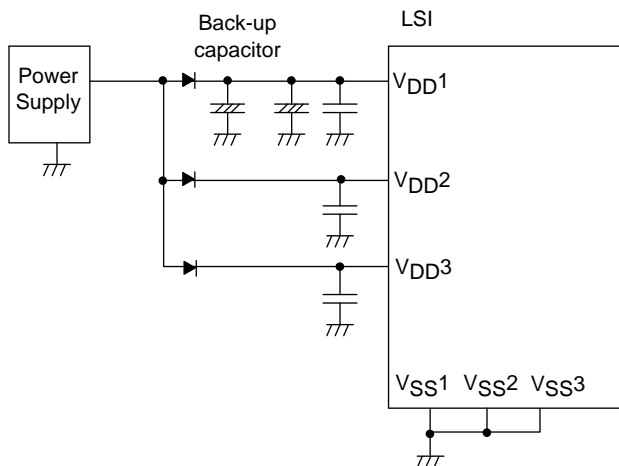 Back-up
capacitor
LSI
Power
Supply
VDD1
VDD2
VDD3
VSS1 VSS2 VSS3